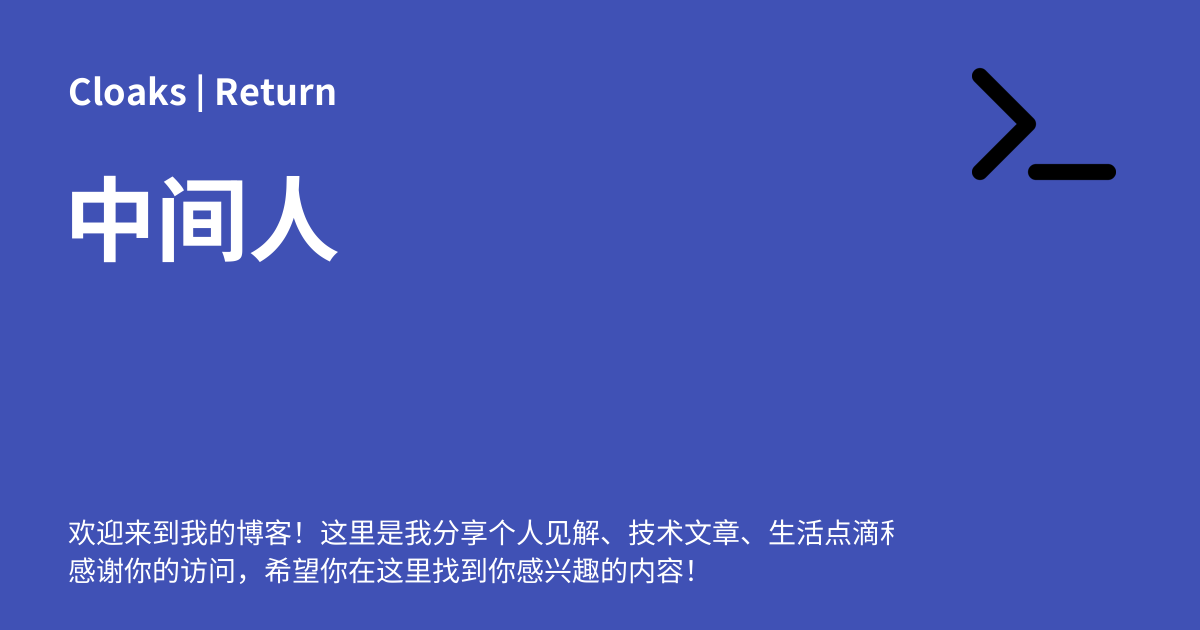 Cloaks | Return
中间人
欢迎来到我的博客！这里是我分享个人见解、技术文章、生活点滴
感谢你的访问，希望你在这里找到你感兴趣的内容！